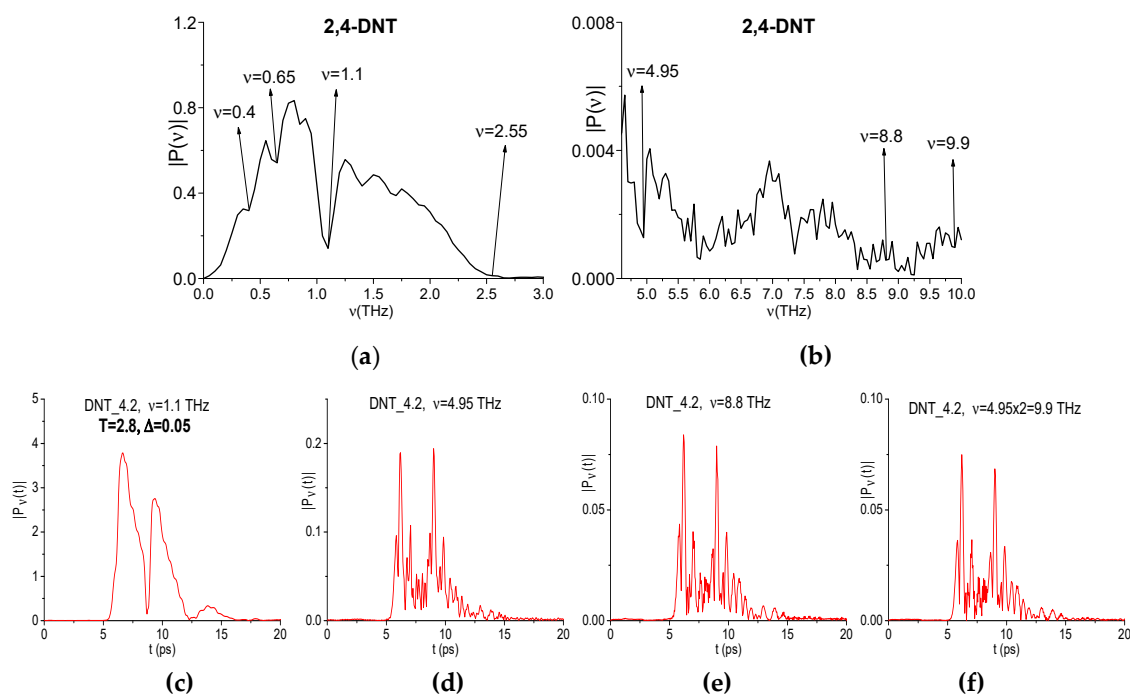 2,4-DNT
1.2
0.8
0.4
0.0
|P(ν)|
ν=0.4
ν=0.65
ν=1.1
ν=2.55
0.0 0.5 1.0 1.5 2.0 2.5 3.0
ν(THz)
(a)
2,4-DNT
0.008
0.004
0.000
|P(ν)|
ν=4.95
ν=8.8
ν=9.9
5.0 5.5 6.0 6.5 7.0 7.5 8.0 8.5 9.0 9.5 10.0
ν(THz)
(b)
DNT_4.2, ν=1.1 THz
T=2.8, Δ=0.05
5
4
3
2
1
0
|Pν(t)|
0 5 10 15 20
t (ps)
(c)
DNT_4.2, ν=4.95 THz
0.2
0.1
0.0
|Pν(t)|
0 5 10 15 20
t (ps)
(d)
DNT_4.2, ν=8.8 THz
0.10
0.05
0.00
|Pν(t)|
0 5 10 15 20
t (ps)
(e)
DNT_4.2, ν=4.95x2=9.9 THz
0.10
0.05
0.00
|Pν(t)|
0 5 10 15 20
t (ps)
(f)